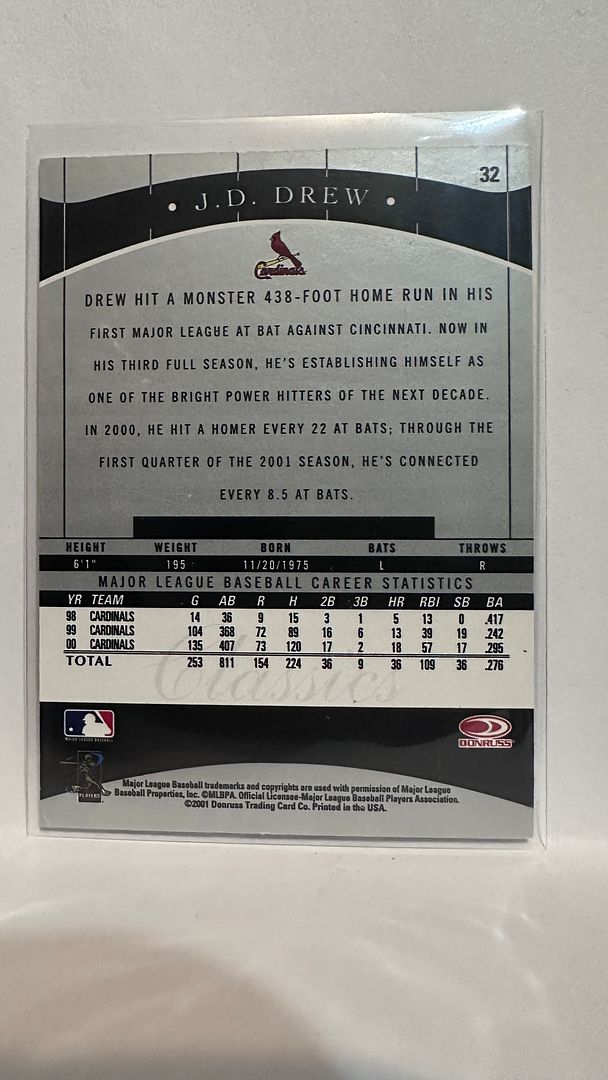 32
• J.D. DREW •
Cardinals
DREW HIT A MONSTER 438-FOOT HOME RUN IN HIS
FIRST MAJOR LEAGUE AT BAT AGAINST CINCINNATI. NOW IN
HIS THIRD FULL SEASON, HE'S ESTABLISHING HIMSELF AS
ONE OF THE BRIGHT POWER HITTERS OF THE NEXT DECADE.
IN 2000, HE HIT A HOMER EVERY 22 AT BATS; THROUGH THE
FIRST QUARTER OF THE 2001 SEASON, HE'S CONNECTED
EVERY 8.5 AT BATS.
HEIGHT WEIGHT BORN BATS THROWS
6'1" 195 11/20/1975 L R
MAJOR LEAGUE BASEBALL CAREER STATISTICS
YR TEAM G AB R H 2B 3B HR RBI SB BA
98 CARDINALS 14 36 9 15 3 1 5 13 0 .417
99 CARDINALS 104 368 72 89 16 6 13 39 19 .242
00 CARDINALS 135 407 73 120 17 2 18 57 17 .295
TOTAL 253 811 154 224 36 9 36 109 36 .276
Classics
MAJOR LEAGUE BASEBALL
DONRUSS
PLAYERS
Major League Baseball trademarks and copyrights are used with permission of Major League
Baseball Properties, Inc. ©MLBPA. Official Licensee-Major League Baseball Players Association.
©2001 Donruss Trading Card Co. Printed in the USA.